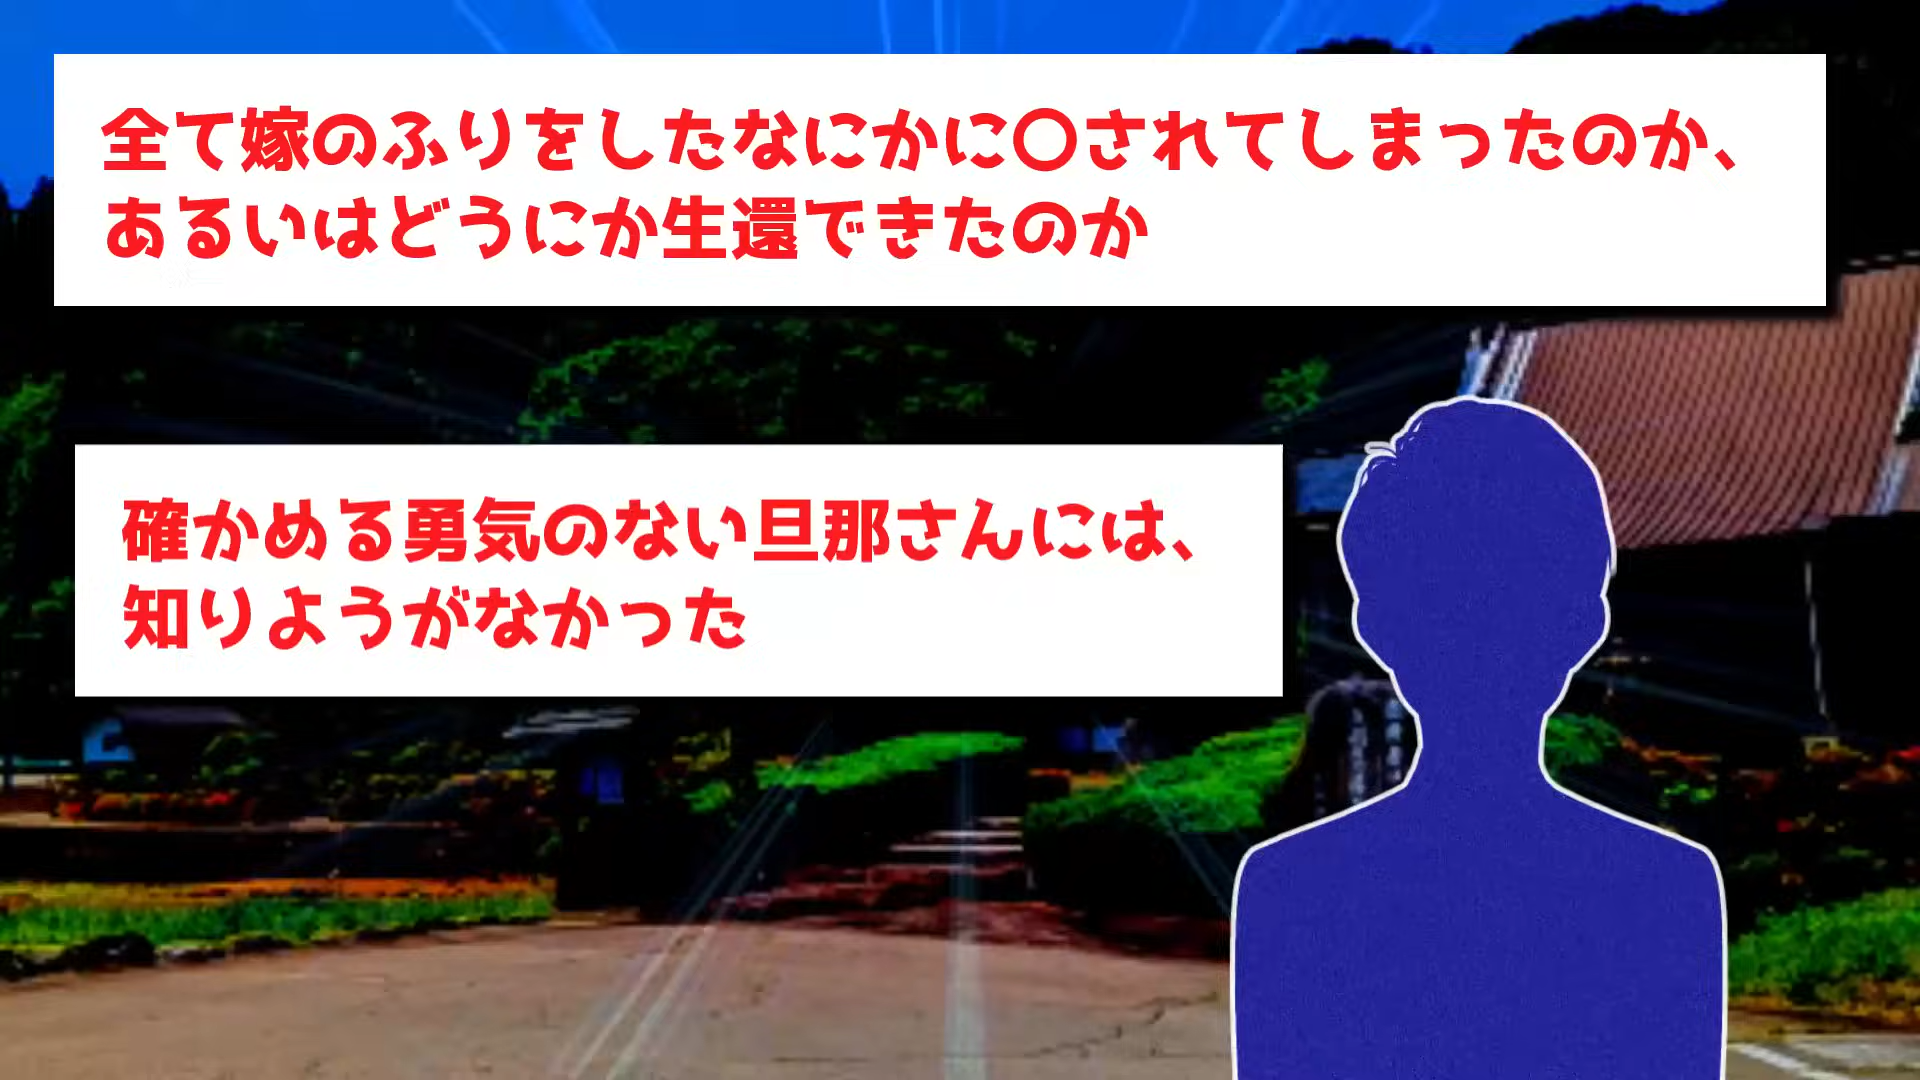 全て嫁のふりをしたなにかに〇されてしまったのか、
あるいはどうにか生還できたのか
確かめる勇気のない旦那さんには、
知りようがなかった